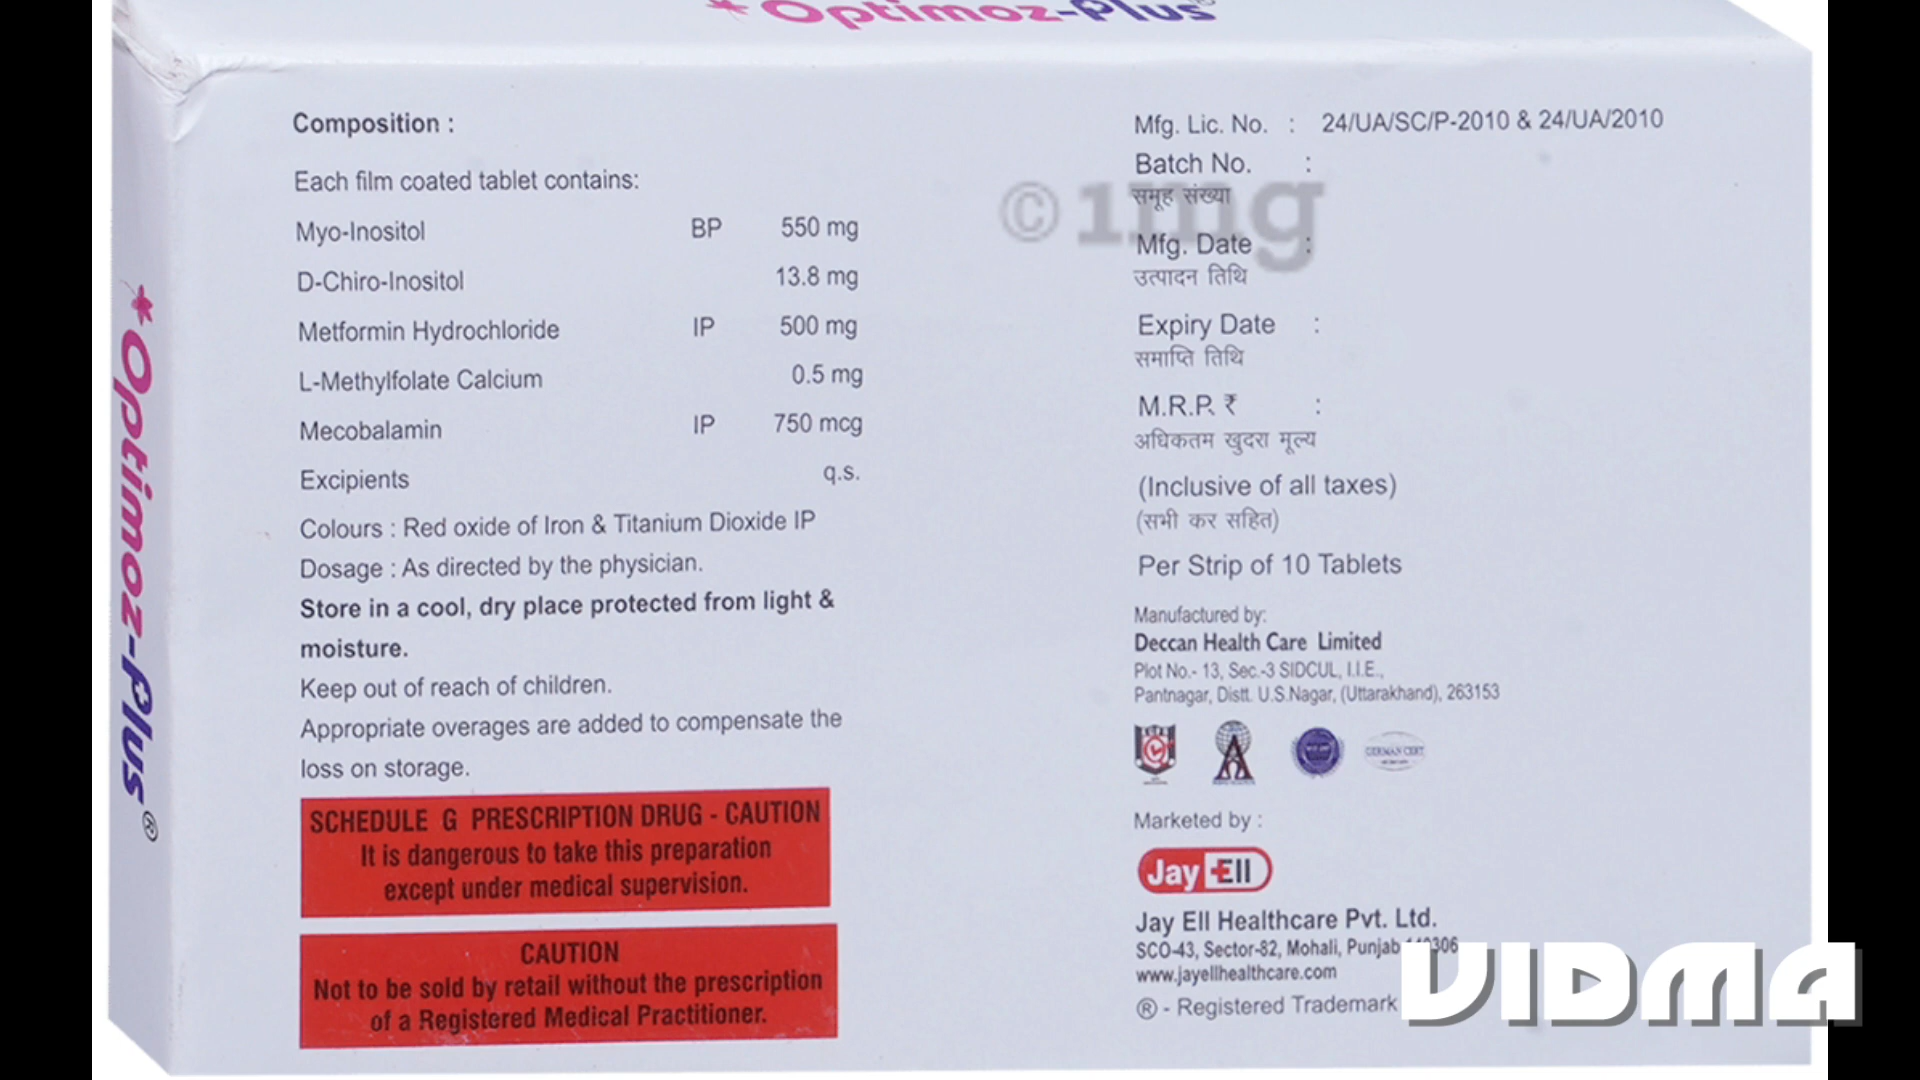 Optimoz-Plus®
Composition :
Each film coated tablet contains:
Myo-Inositol BP 550 mg
D-Chiro-Inositol 13.8 mg
Metformin Hydrochloride IP 500 mg
L-Methylfolate Calcium 0.5 mg
Mecobalamin IP 750 mcg
Excipients q.s.
Colours : Red oxide of Iron & Titanium Dioxide IP
Dosage : As directed by the physician.
Store in a cool, dry place protected from light &
moisture.
Keep out of reach of children.
Appropriate overages are added to compensate the
loss on storage.
SCHEDULE G PRESCRIPTION DRUG - CAUTION
It is dangerous to take this preparation
except under medical supervision.
CAUTION
Not to be sold by retail without the prescription
of a Registered Medical Practitioner.
Mfg. Lic. No. : 24/UA/SC/P-2010 & 24/UA/2010
Batch No. :
समूह संख्या
© 1mg
Mfg. Date :
उत्पादन तिथि
Expiry Date :
समाप्ति तिथि
M.R.P. ₹ :
अधिकतम खुदरा मूल्य
(Inclusive of all taxes)
(सभी कर सहित)
Per Strip of 10 Tablets
Manufactured by:
Deccan Health Care Limited
Plot No.- 13, Sec.-3 SIDCUL, I.I.E.,
Pantnagar, Distt. U.S.Nagar, (Uttarakhand), 263153
GERMAN CERT
Marketed by :
Jay Ell
Jay Ell Healthcare Pvt. Ltd.
SCO-43, Sector-82, Mohali, Punjab
www.jayellhealthcare.com
® - Registered Trademark
VIDMA
Optimoz-Plus®